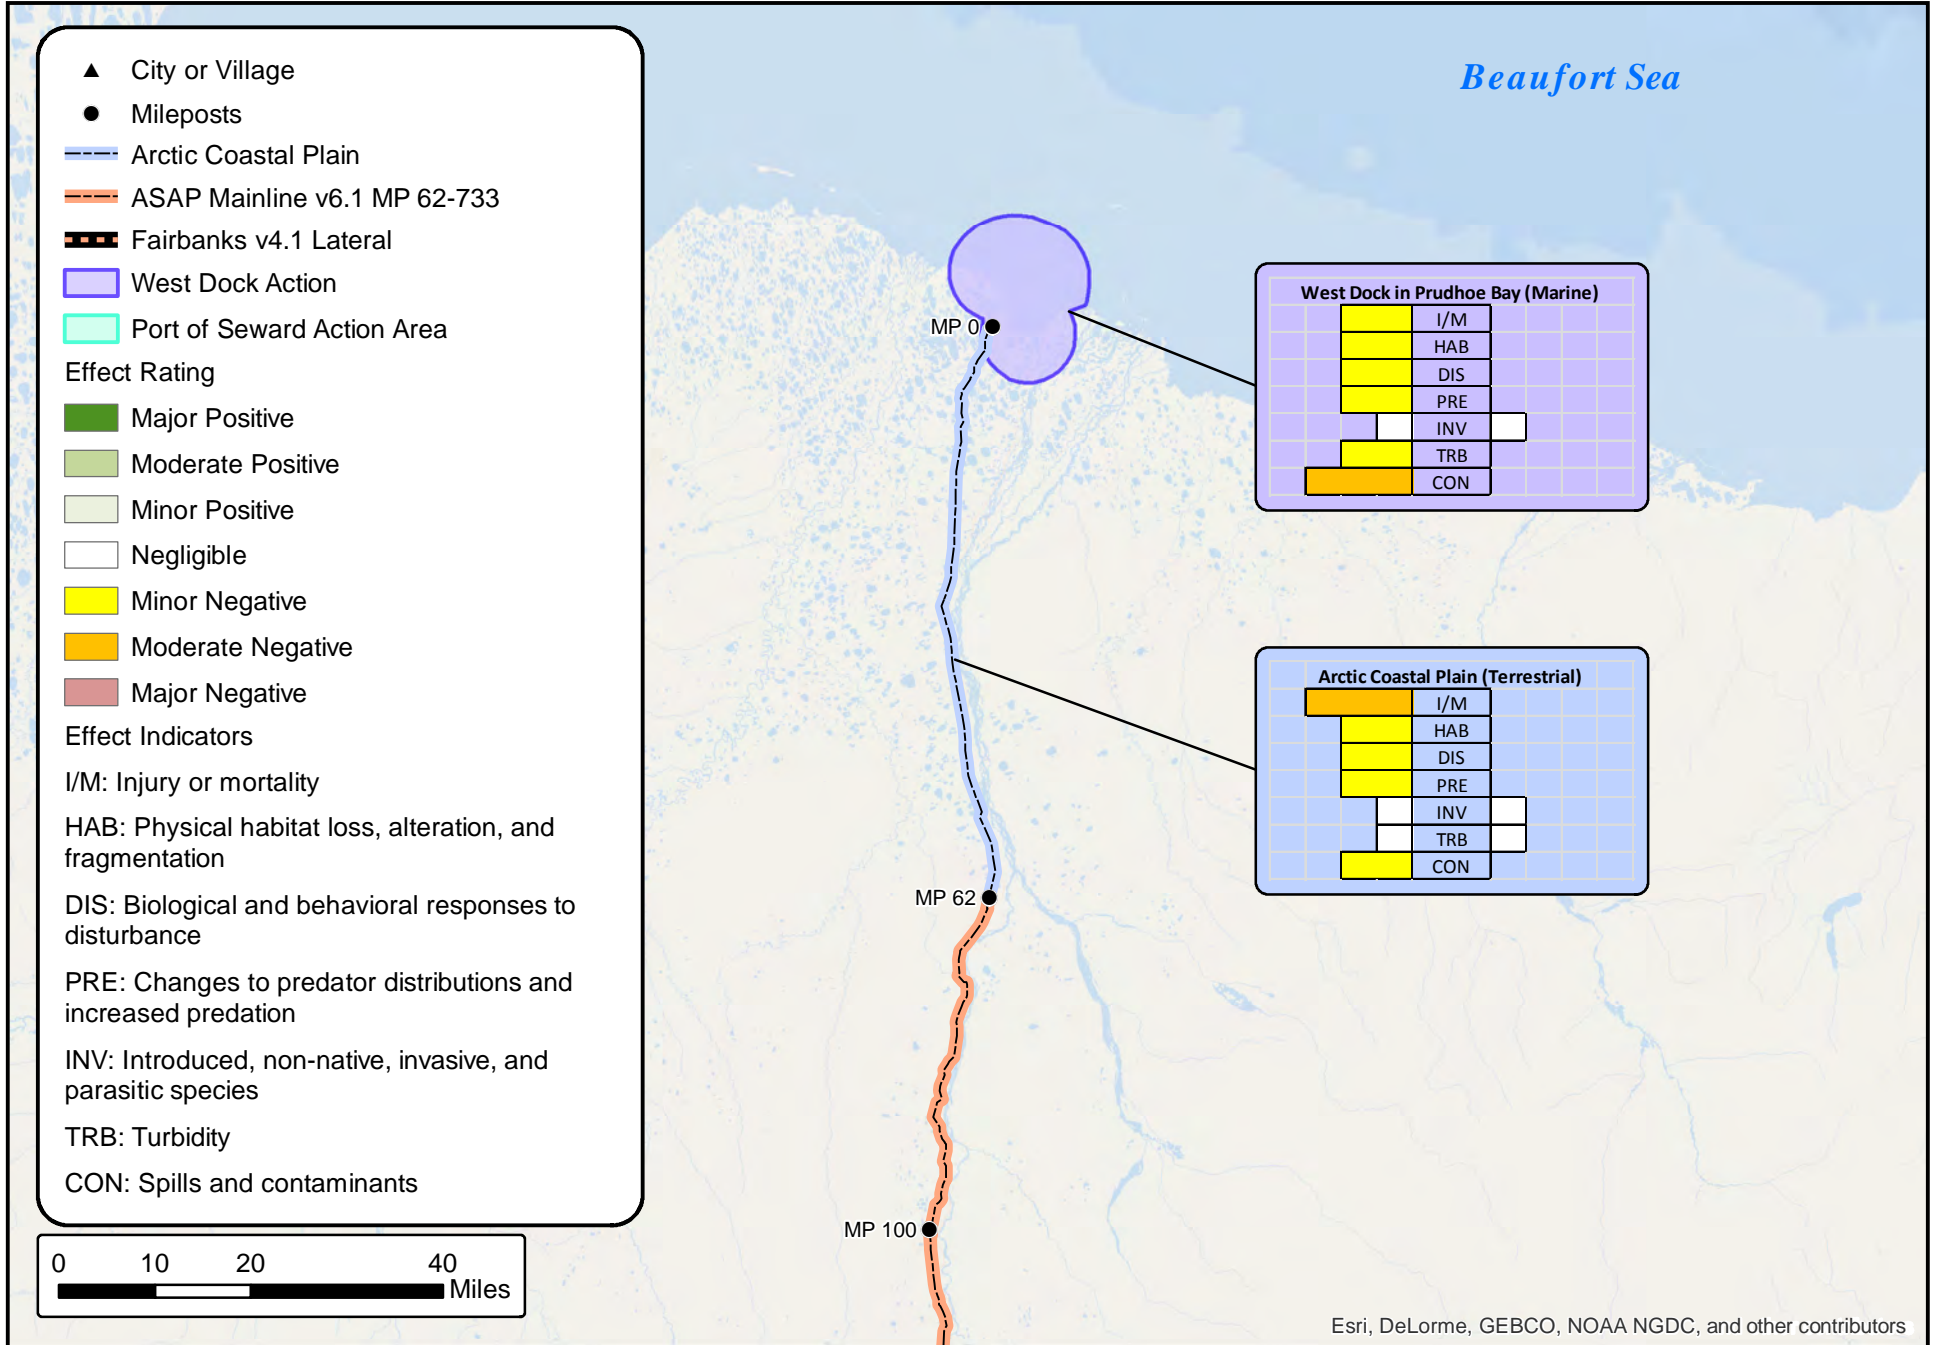 City or Village
Mileposts
Arctic Coastal Plain
ASAP Mainline v6.1 MP 62-733
Fairbanks v4.1 Lateral
West Dock Action
Port of Seward Action Area
Effect Rating
Major Positive
Moderate Positive
Minor Positive
Negligible
Minor Negative
Moderate Negative
Major Negative
Effect Indicators
I/M: Injury or mortality
HAB: Physical habitat loss, alteration, and
fragmentation
DIS: Biological and behavioral responses to
disturbance
PRE: Changes to predator distributions and
increased predation
INV: Introduced, non-native, invasive, and
parasitic species
TRB: Turbidity
CON: Spills and contaminants
0 10 20 40
Miles
Beaufort Sea
MP 0
MP 62
MP 100
West Dock in Prudhoe Bay (Marine)
I/M
HAB
DIS
PRE
INV
TRB
CON
Arctic Coastal Plain (Terrestrial)
I/M
HAB
DIS
PRE
INV
TRB
CON
Esri, DeLorme, GEBCO, NOAA NGDC, and other contributors